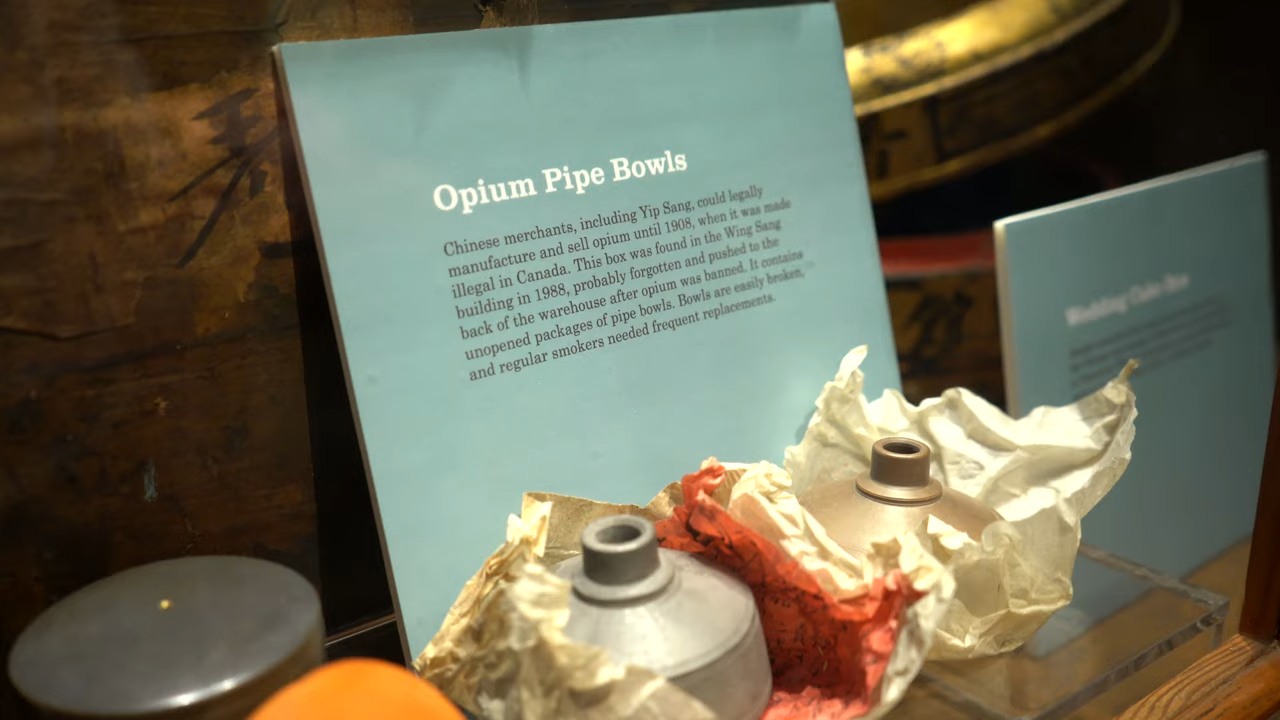 Opium Pipe Bowls
Chinese merchants, including Yip Sang, could legally
manufacture and sell opium until 1908, when it was made
illegal in Canada. This box was found in the Wing Sang
building in 1988, probably forgotten and pushed to the
back of the warehouse after opium was banned. It contains
unopened packages of pipe bowls. Bowls are easily broken,
and regular smokers needed frequent replacements.
Wedding Cake Box